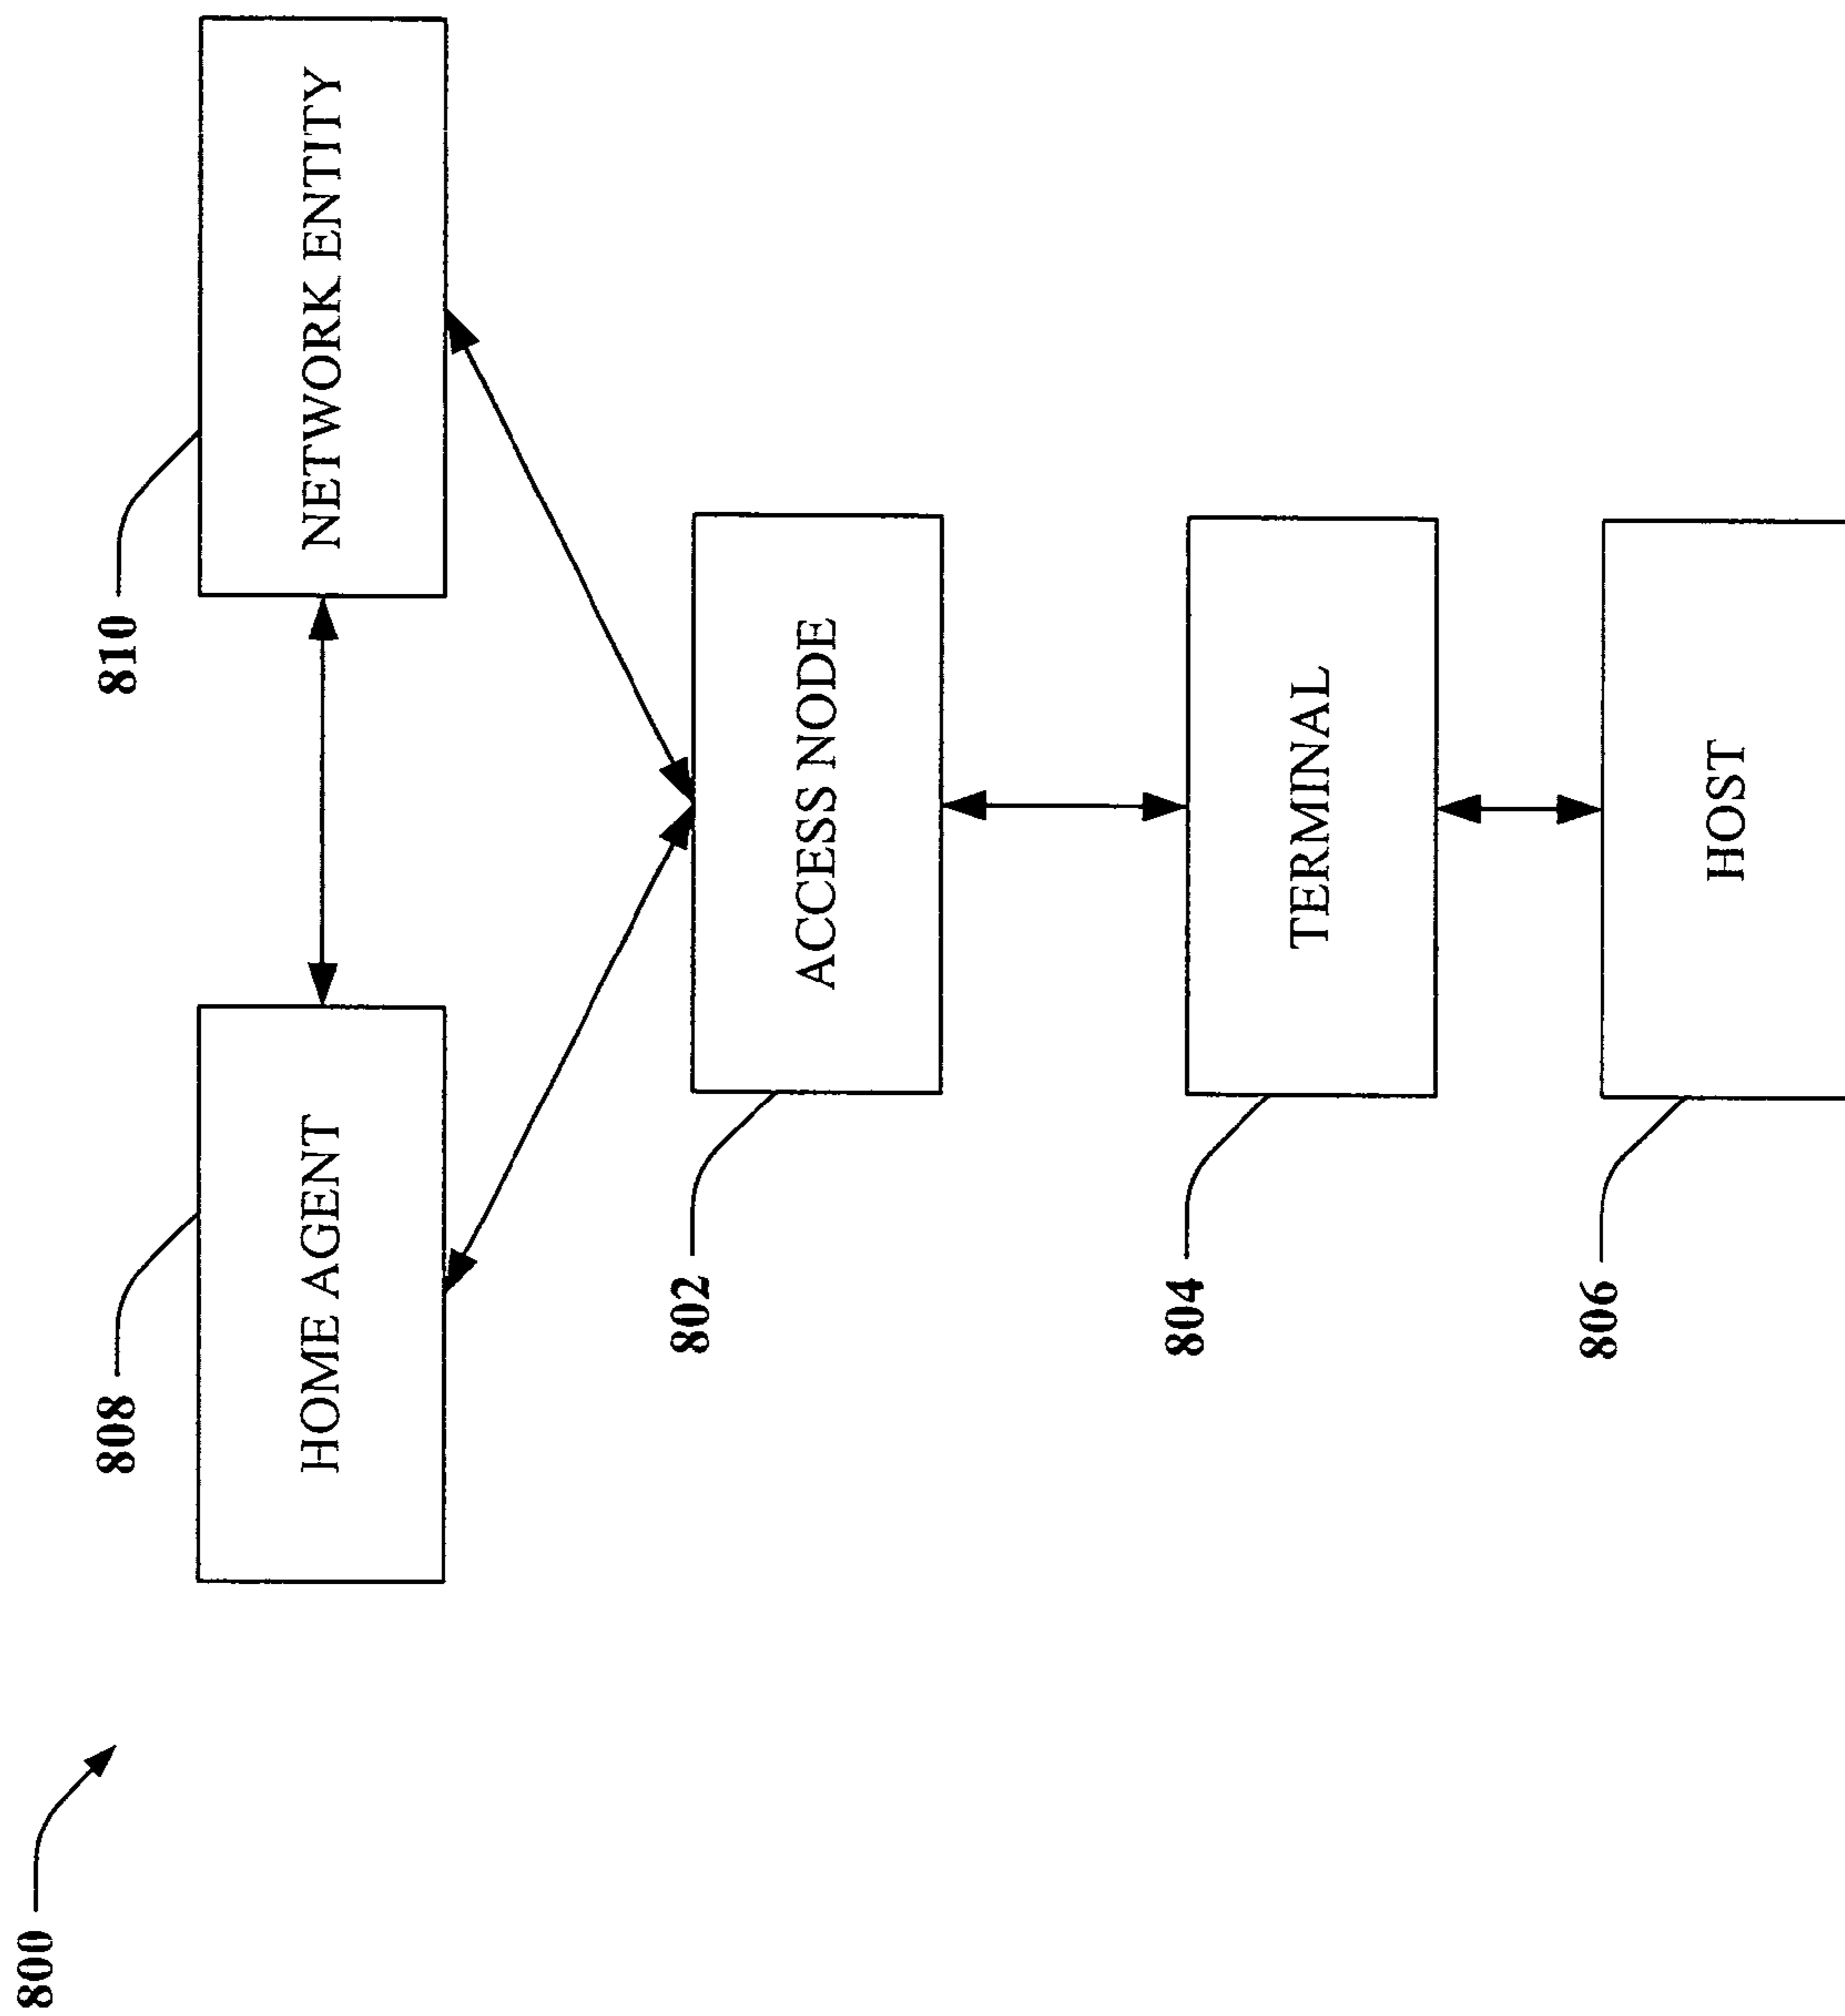 800
808
HOME AGENT
810
NETWORK ENTITY
802
ACCESS NODE
804
TERMINAL
806
HOST